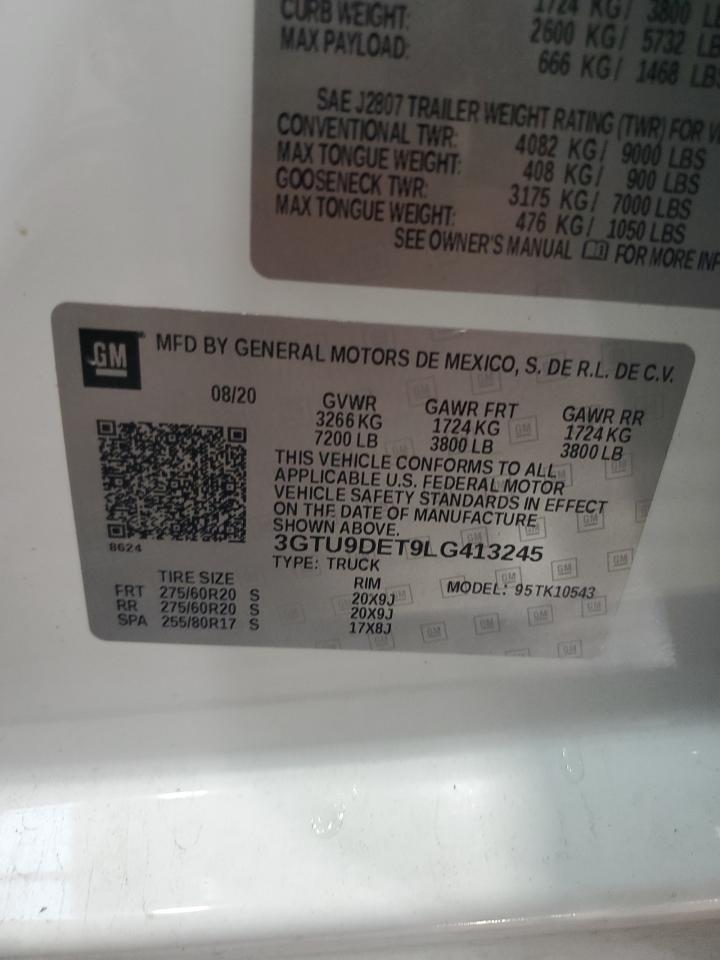 CURB WEIGHT: 1724 KG/ 3800
MAX PAYLOAD: 2600 KG/ 5732 LB
666 KG/ 1468 LBS
SAE J2807 TRAILER WEIGHT RATING (TWR) FOR
CONVENTIONAL TWR: 4082 KG/ 9000 LBS
MAX TONGUE WEIGHT: 408 KG/ 900 LBS
GOOSENECK TWR: 3175 KG/ 7000 LBS
MAX TONGUE WEIGHT: 476 KG/ 1050 LBS
SEE OWNER'S MANUAL FOR MORE INF
GM MFD BY GENERAL MOTORS DE MEXICO, S. DE R.L. DE C.V.
08/20 GVWR GAWR FRT GAWR RR
3266 KG 1724 KG 1724 KG
7200 LB 3800 LB 3800 LB
THIS VEHICLE CONFORMS TO ALL
APPLICABLE U.S. FEDERAL MOTOR
VEHICLE SAFETY STANDARDS IN EFFECT
ON THE DATE OF MANUFACTURE
SHOWN ABOVE.
8624
3GTU9DET9LG413245
TYPE: TRUCK
TIRE SIZE RIM MODEL: 95TK10543
FRT 275/60R20 S 20X9J
RR 275/60R20 S 20X9J
SPA 255/80R17 S 17X8J